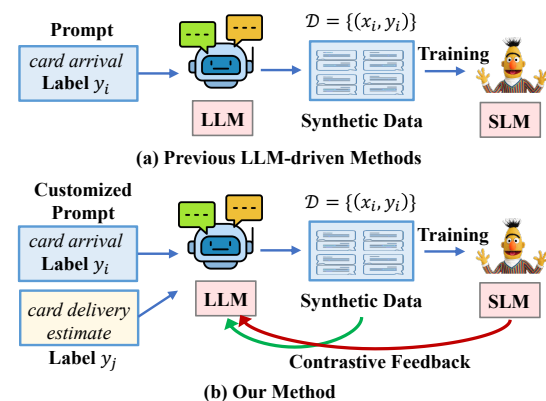 Prompt
card arrival
Label y_i
LLM
𝒟 = {(x_i, y_i)}
Synthetic Data
Training
SLM
(a) Previous LLM-driven Methods
Customized
Prompt
card arrival
Label y_i
card delivery
estimate
Label y_j
LLM
𝒟 = {(x_i, y_i)}
Synthetic Data
Training
SLM
Contrastive Feedback
(b) Our Method